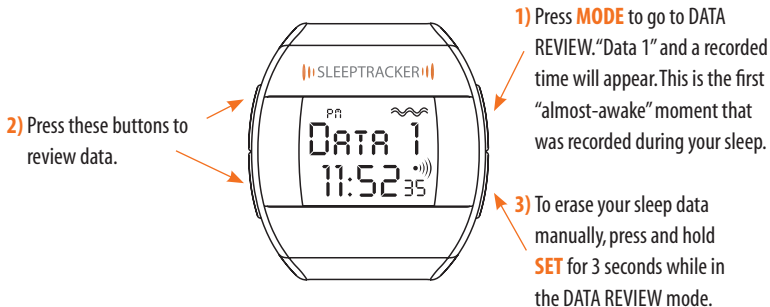 1) Press MODE to go to DATA
REVIEW. “Data 1” and a recorded
time will appear. This is the first
“almost-awake” moment that
was recorded during your sleep.
SLEEPTRACKER
PM
DATA 1
11:52 35
2) Press these buttons to
review data.
3) To erase your sleep data
manually, press and hold
SET for 3 seconds while in
the DATA REVIEW mode.